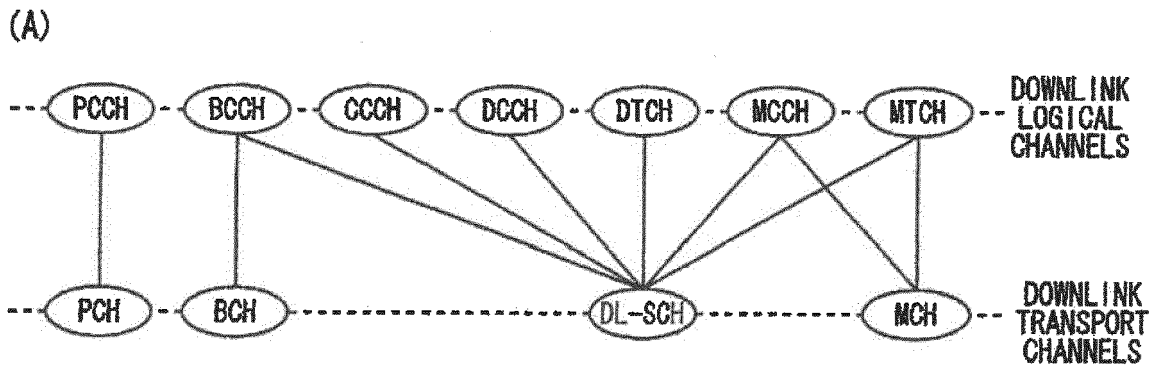 (A)
PCCH BCCH CCCH DCCH DTCH MCCH MTCH
DOWNLINK
LOGICAL
CHANNELS
PCH BCH DL-SCH MCH
DOWNLINK
TRANSPORT
CHANNELS